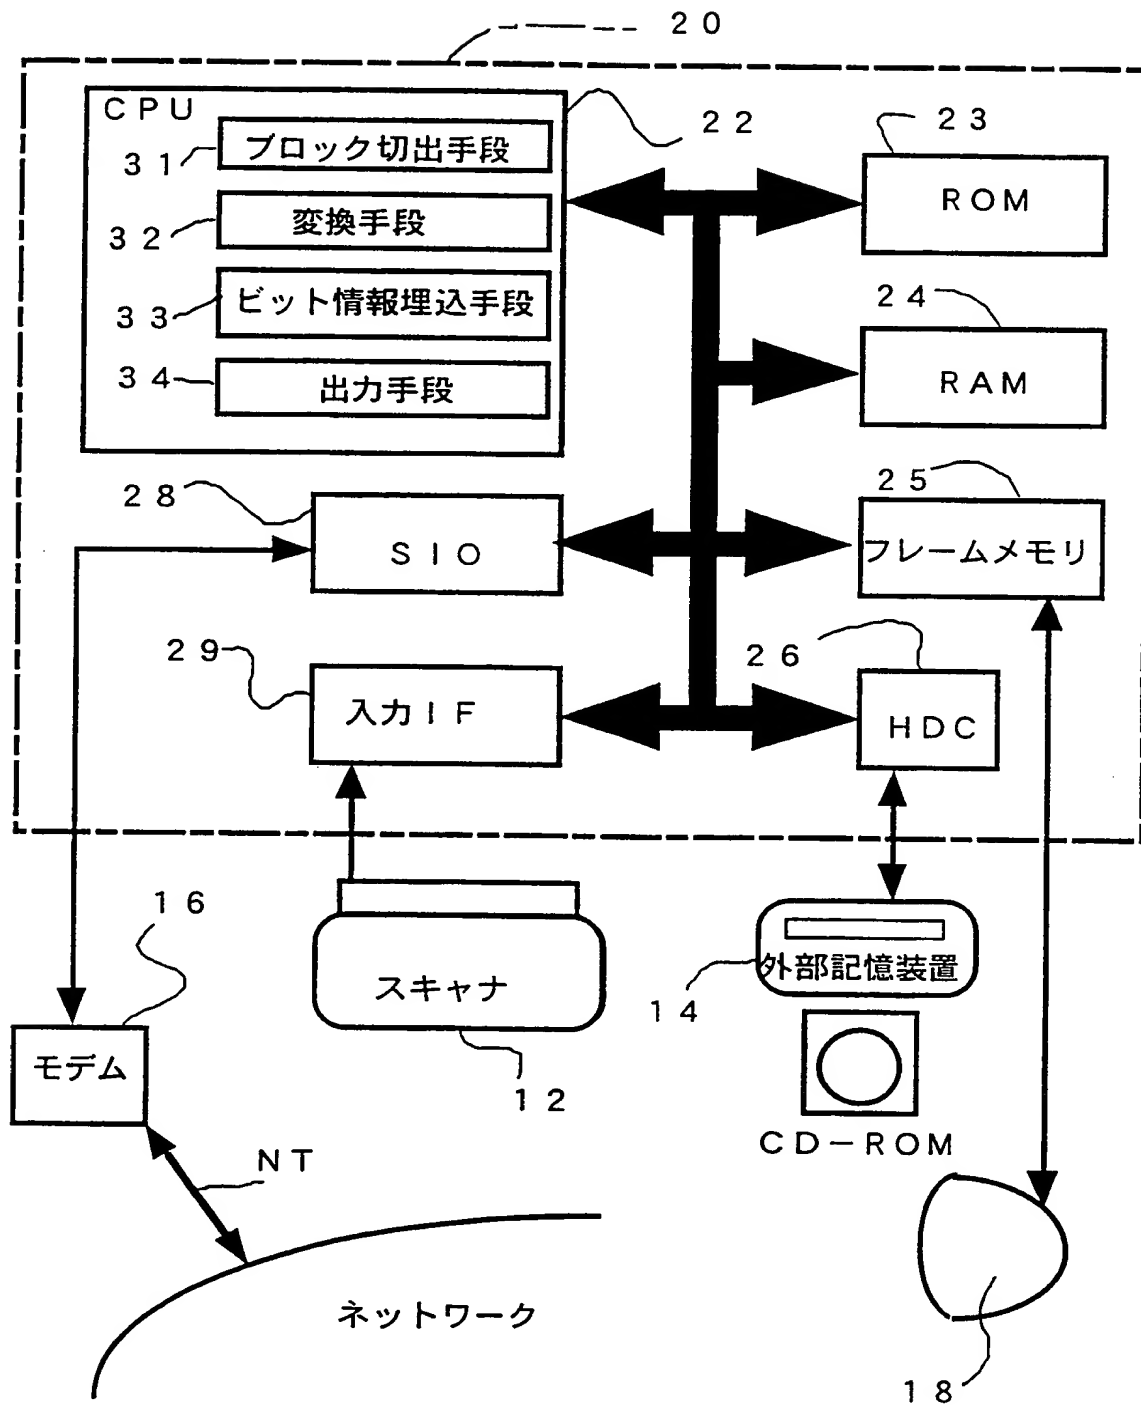 20
CPU
22
23
31
ブロック切出手段
ROM
32
変換手段
33
ビット情報埋込手段
24
34
出力手段
RAM
28
25
SIO
フレームメモリ
29
26
入力IF
HDC
16
スキャナ
外部記憶装置
14
モデム
12
CD-ROM
NT
ネットワーク
18